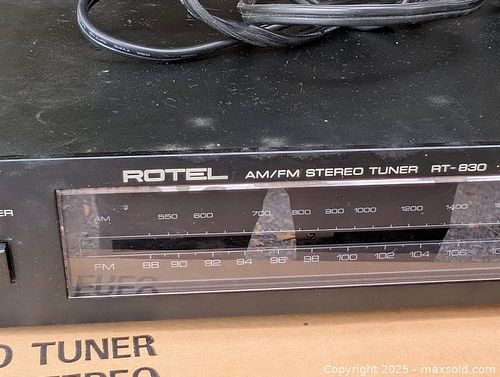 ROTEL AM/FM STEREO TUNER RT-830
AM 550 600 700 800 900 1000 1200 1400
FM 88 90 92 94 96 98 100 102 104 106
TUNER
STEREO
Copyright © 2025 - maxsold.com